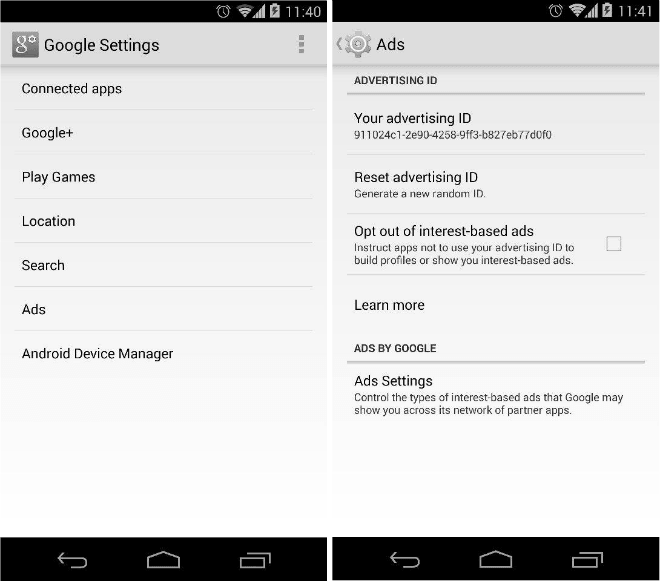 11:40
Google Settings
Connected apps
Google+
Play Games
Location
Search
Ads
Android Device Manager
11:41
Ads
ADVERTISING ID
Your advertising ID
911024c1-2e90-4258-9ff3-b827eb77d0f0
Reset advertising ID
Generate a new random ID.
Opt out of interest-based ads
Instruct apps not to use your advertising ID to
build profiles or show you interest-based ads.
Learn more
ADS BY GOOGLE
Ads Settings
Control the types of interest-based ads that Google may
show you across its network of partner apps.